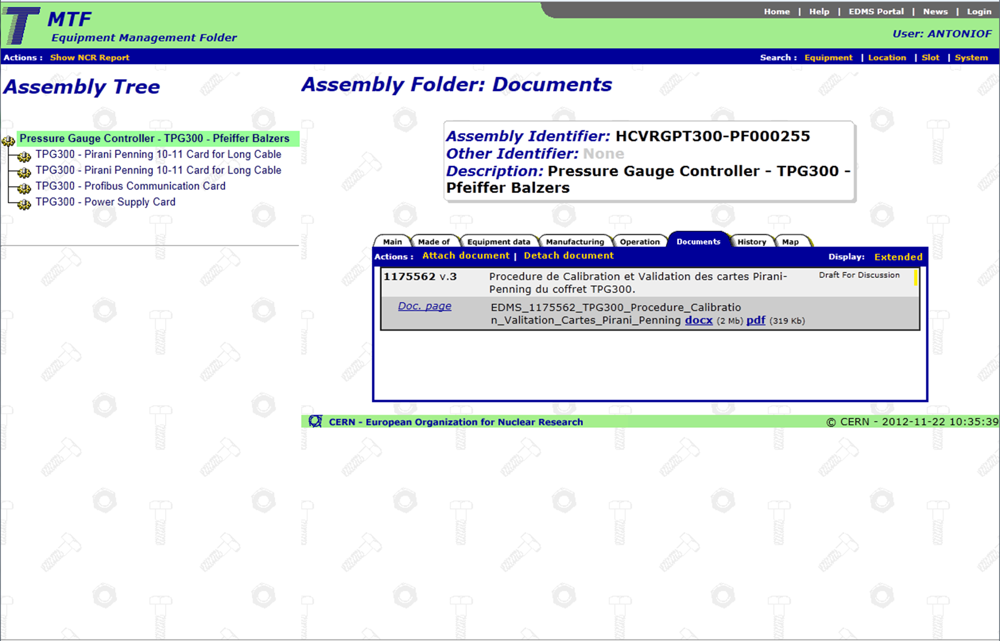 Home | Help | EDMS Portal | News | Login
MTF
Equipment Management Folder
User: ANTONIOF
Actions : Show NCR Report
Search : Equipment | Location | Slot | System
Assembly Tree
Pressure Gauge Controller - TPG300 - Pfeiffer Balzers
TPG300 - Pirani Penning 10-11 Card for Long Cable
TPG300 - Pirani Penning 10-11 Card for Long Cable
TPG300 - Profibus Communication Card
TPG300 - Power Supply Card
Assembly Folder: Documents
Assembly Identifier: HCVRGPT300-PF000255
Other Identifier: None
Description: Pressure Gauge Controller - TPG300 -
Pfeiffer Balzers
Main Made of Equipment data Manufacturing Operation Documents History Map
Actions : Attach document | Detach document
Display: Extended
1175562 v.3
Procedure de Calibration et Validation des cartes Pirani-
Penning du coffret TPG300.
Draft For Discussion
Doc. page
EDMS_1175562_TPG300_Procedure_Calibratio
n_Valitation_Cartes_Pirani_Penning docx (2 Mb) pdf (319 Kb)
CERN - European Organization for Nuclear Research
© CERN - 2012-11-22 10:35:39